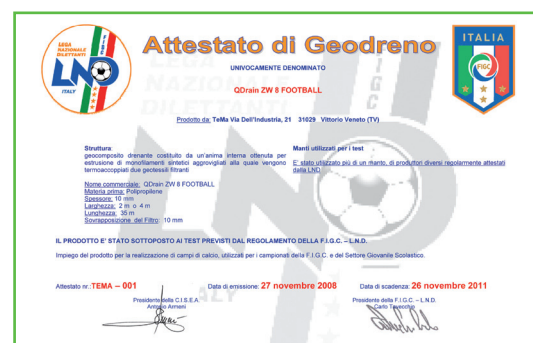 LEGA
NAZIONALE
DILETTANTI
F.I.G.C.
LND
ITALY
Attestato di Geodreno
ITALIA
FIGC
UNIVOCAMENTE DENOMINATO
QDrain ZW 8 FOOTBALL
Prodotto da: TeMa Via Dell'Industria, 21 31029 Vittorio Veneto (TV)
Struttura:
geocomposito drenante costituito da un'anima interna ottenuta per
estrusione di monofilamenti sintetici aggrovigliati alla quale vengono
termoaccoppiati due geotessili filtranti
Nome commerciale: QDrain ZW 8 FOOTBALL
Materia prima: Polipropilene
Spessore: 10 mm
Larghezza: 2 m o 4 m
Lunghezza: 35 m
Sovrapposizione del Filtro: 10 mm
Manti utilizzati per i test
E' stato utilizzato più di un manto, di produttori diversi regolarmente attestati
dalla LND
IL PRODOTTO E' STATO SOTTOPOSTO AI TEST PREVISTI DAL REGOLAMENTO DELLA F.I.G.C. – L.N.D.
Impiego del prodotto per la realizzazione di campi di calcio, utilizzati per i campionati della F.I.G.C. e del Settore Giovanile Scolastico.
Attestato nr.:TEMA – 001
Data di emissione: 27 novembre 2008
Data di scadenza: 26 novembre 2011
Presidente della C.I.S.E.A.
Antonio Armeni
Presidente della F.I.G.C. – L.N.D.
Carlo Tavecchio
LEGA
NAZIONALE
DILETTANTI
LND
ITALY